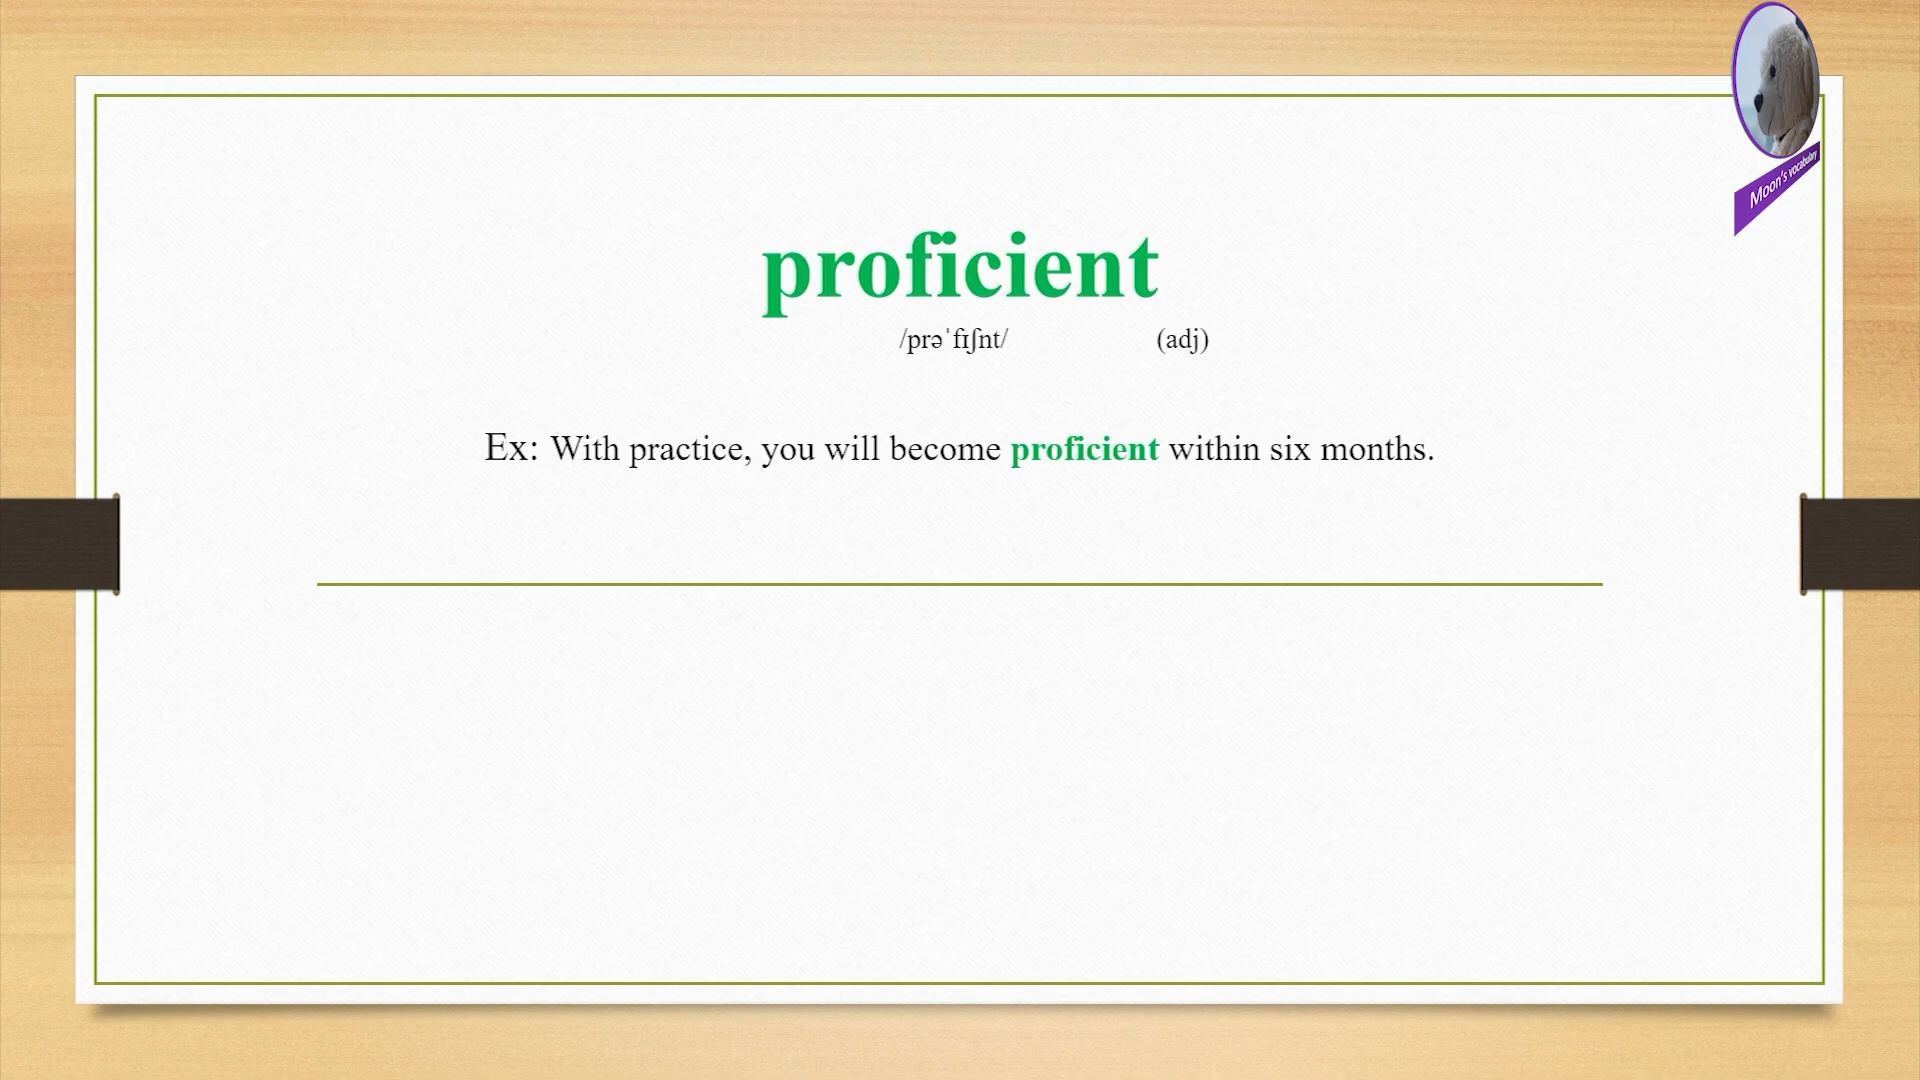 Moon's vocabulary
proficient
/prəˈfɪʃnt/ (adj)
Ex: With practice, you will become proficient within six months.